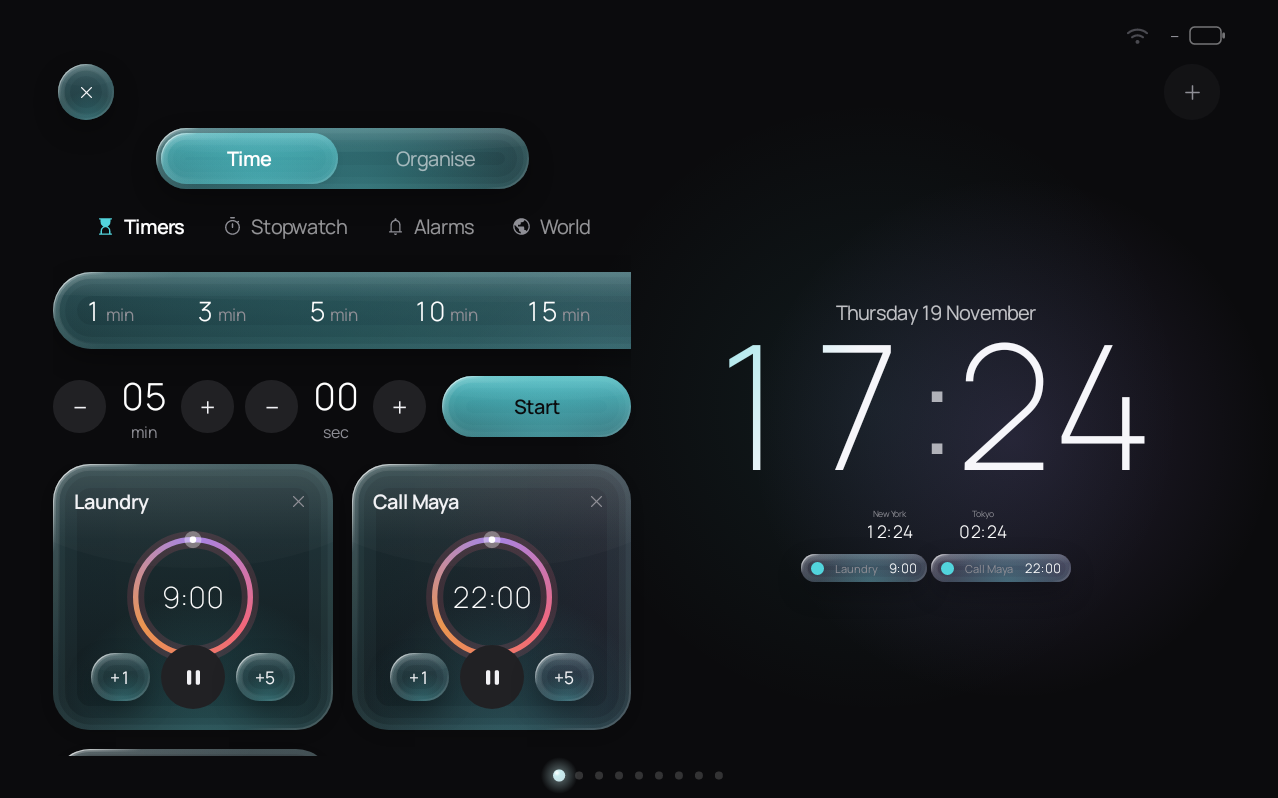 –
Time Organise
Timers Stopwatch Alarms World
1 min 3 min 5 min 10 min 15 min
− 05 + − 00 + Start
min sec
Laundry
9:00
+1 +5
Call Maya
22:00
+1 +5
Thursday 19 November
17:24
New York Tokyo
12:24 02:24
Laundry 9:00 Call Maya 22:00